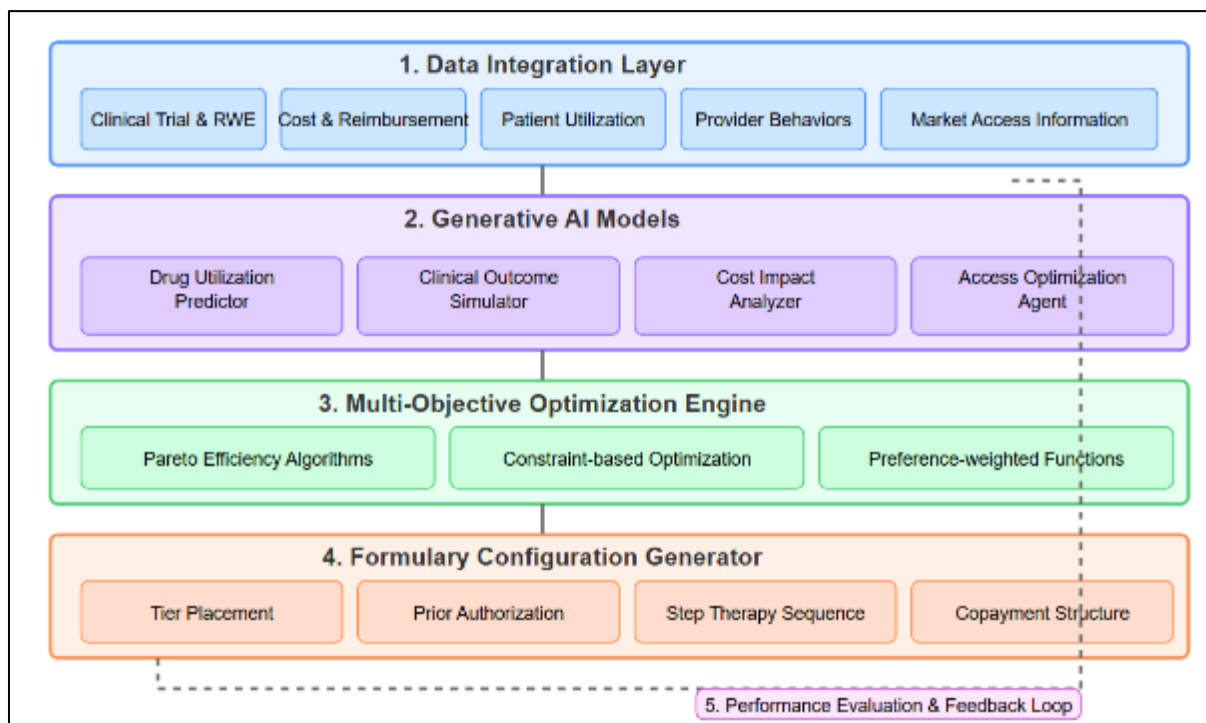 1. Data Integration Layer
Clinical Trial & RWE
Cost & Reimbursement
Patient Utilization
Provider Behaviors
Market Access Information
2. Generative AI Models
Drug Utilization
Predictor
Clinical Outcome
Simulator
Cost Impact
Analyzer
Access Optimization
Agent
3. Multi-Objective Optimization Engine
Pareto Efficiency Algorithms
Constraint-based Optimization
Preference-weighted Functions
4. Formulary Configuration Generator
Tier Placement
Prior Authorization
Step Therapy Sequence
Copayment Structure
5. Performance Evaluation & Feedback Loop